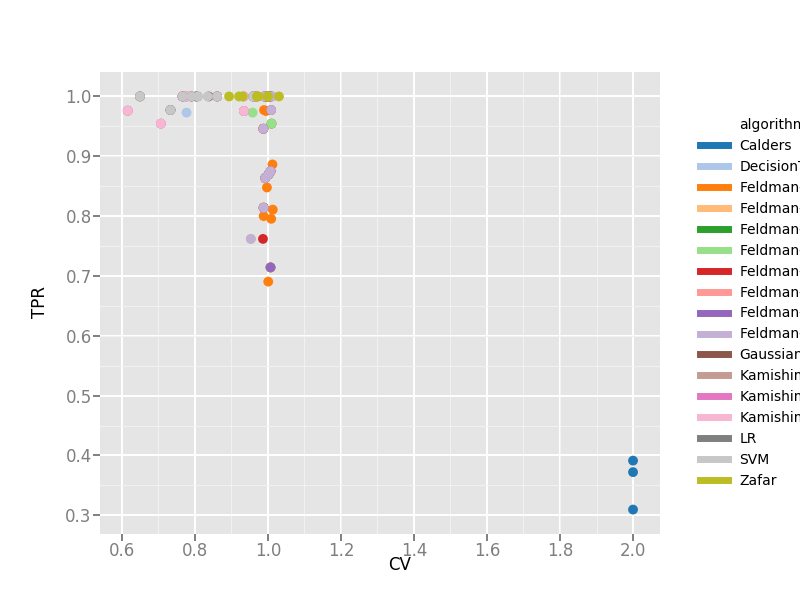 1.0
0.9
0.8
0.7
0.6
0.5
0.4
0.3
TPR
0.6 0.8 1.0 1.2 1.4 1.6 1.8 2.0
CV
algorithm
Calders
Decision
Feldman
Feldman
Feldman
Feldman
Feldman
Feldman
Feldman
Feldman
Gaussian
Kamishim
Kamishim
Kamishim
LR
SVM
Zafar